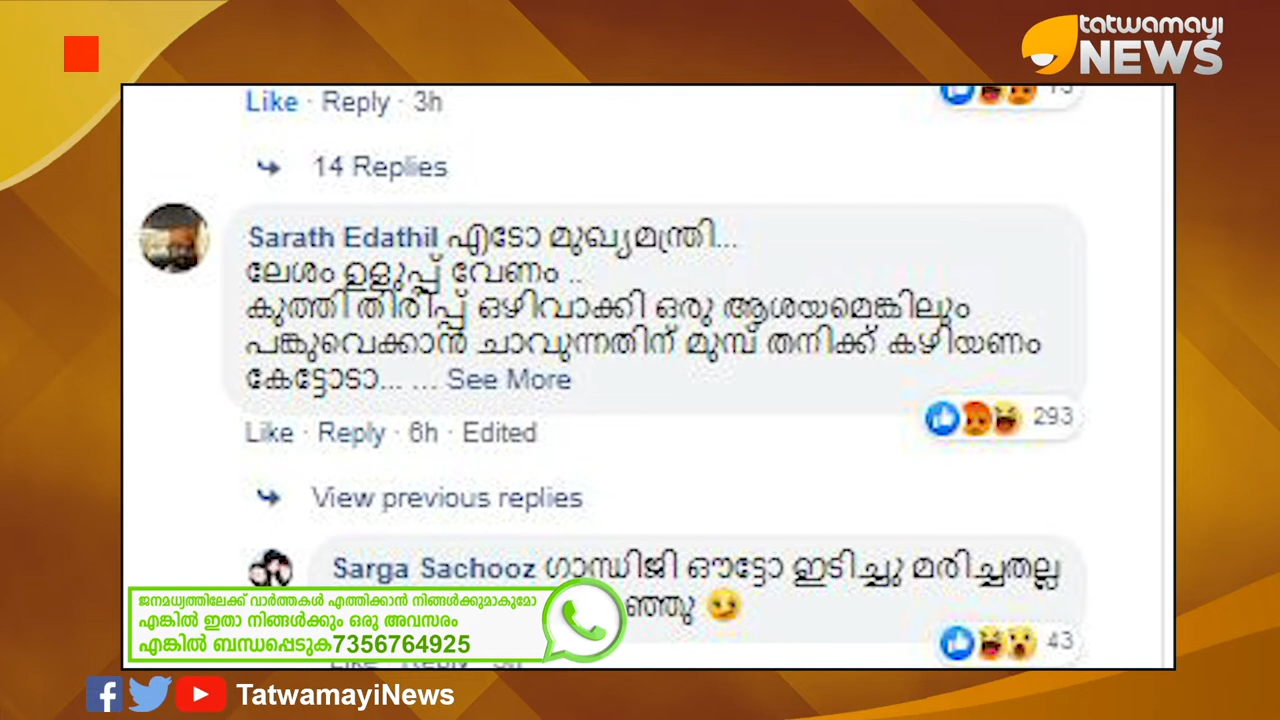 tatwamayi
NEWS
Like · Reply · 3h
14 Replies
Sarath Edathil എടോ മുഖ്യമന്ത്രി...
ലേശം ഉളുപ്പ് വേണം ..
കുത്തി തിരിപ്പ് ഒഴിവാക്കി ഒരു ആശയമെങ്കിലും
പങ്കുവെക്കാൻ ചാവുന്നതിന് മുമ്പ് തനിക്ക് കഴിയണം
കേട്ടോടാ... ... See More
293
Like · Reply · 6h · Edited
View previous replies
Sarga Sachooz ഗാന്ധിജി ഔട്ടോ ഇടിച്ചു മരിച്ചതല്ല
43
ജനമധ്യത്തിലേക്ക് വാർത്തകൾ എത്തിക്കാൻ നിങ്ങൾക്കുമാകുമോ
എങ്കിൽ ഇതാ നിങ്ങൾക്കും ഒരു അവസരം
എങ്കിൽ ബന്ധപ്പെടുക7356764925
TatwamayiNews